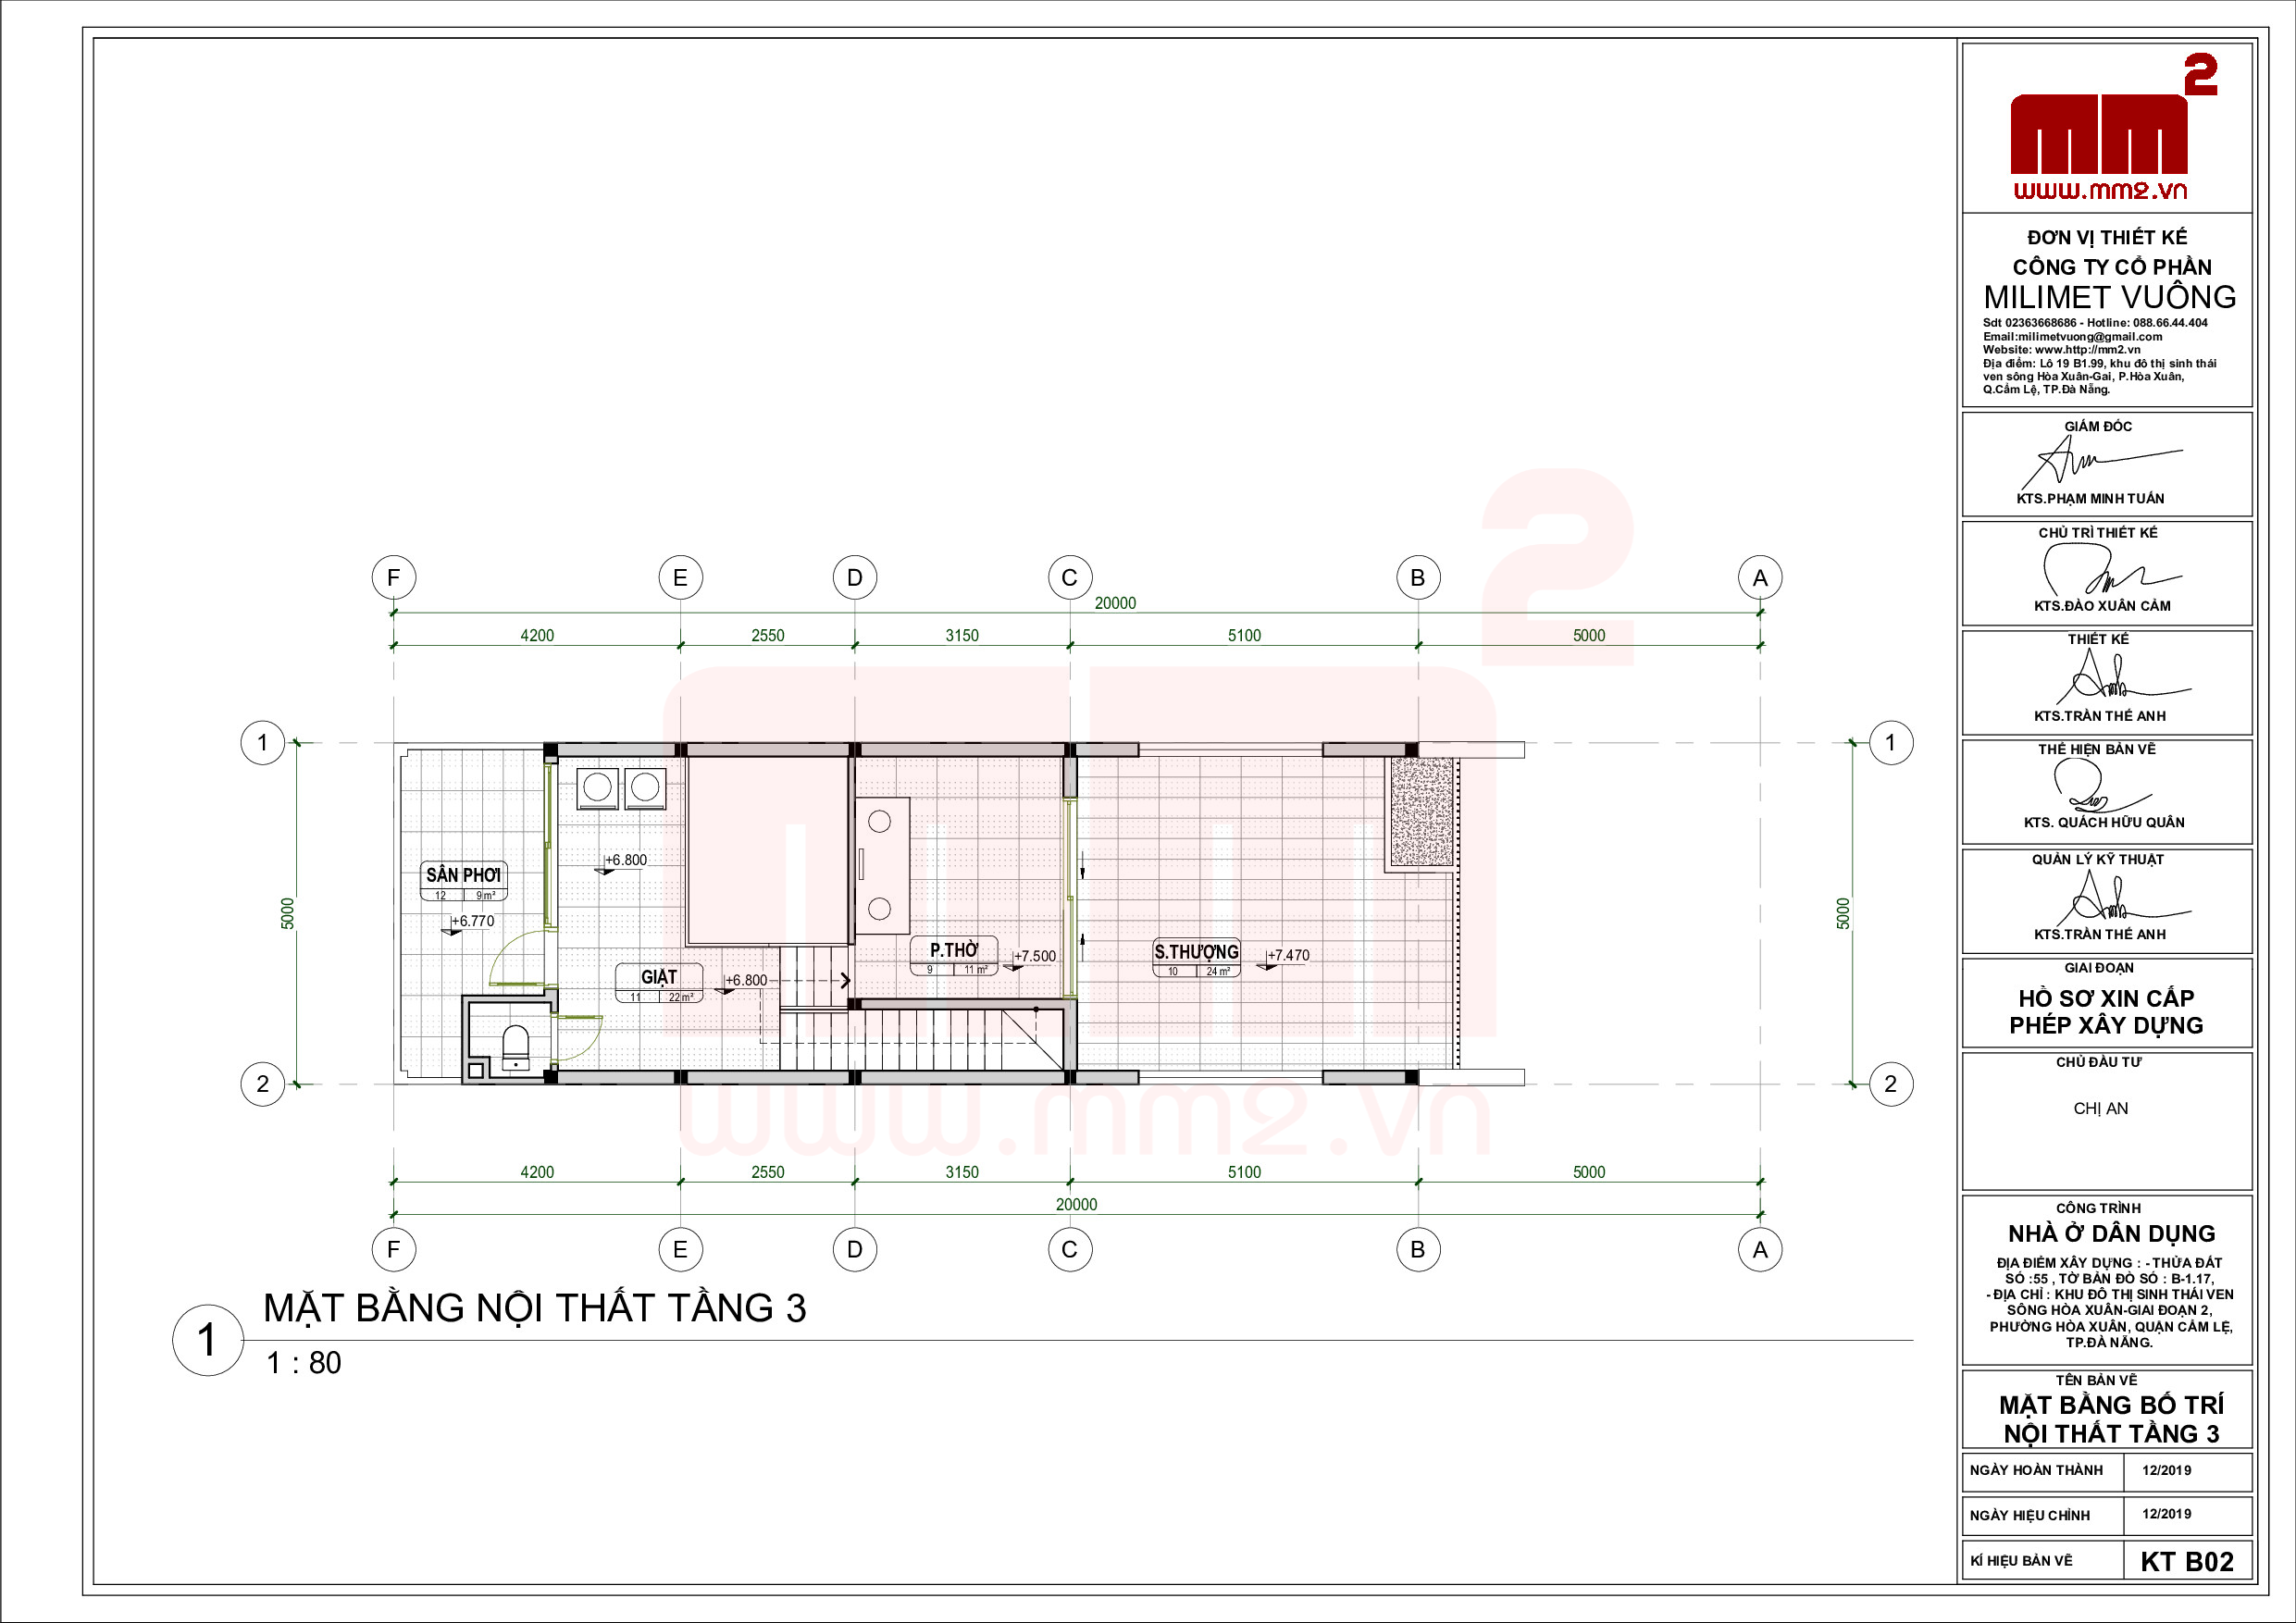 F
E
D
C
B
A
20000
4200
2550
3150
5100
5000
1
1
5000
5000
+6.800
SÂN PHƠI
12 9 m²
+6.770
P.THỜ
9 11 m²
+7.500
S.THƯỢNG
10 24 m²
+7.470
GIẶT
11 22 m²
+6.800
2
2
www.mm2.vn
4200
2550
3150
5100
5000
20000
F
E
D
C
B
A
1
MẶT BẰNG NỘI THẤT TẦNG 3
1 : 80
mm2
www.mm2.vn
ĐƠN VỊ THIẾT KẾ
CÔNG TY CỔ PHẦN
MILIMET VUÔNG
Sdt 02363668686 - Hotline: 088.66.44.404
Email:milimetvuong@gmail.com
Website: www.http://mm2.vn
Địa điểm: Lô 19 B1.99, khu đô thị sinh thái
ven sông Hòa Xuân-Gai, P.Hòa Xuân,
Q.Cẩm Lệ, TP.Đà Nẵng.
GIÁM ĐỐC
KTS.PHẠM MINH TUẤN
CHỦ TRÌ THIẾT KẾ
KTS.ĐÀO XUÂN CẢM
THIẾT KẾ
KTS.TRẦN THẾ ANH
THỂ HIỆN BẢN VẼ
KTS. QUÁCH HỮU QUÂN
QUẢN LÝ KỸ THUẬT
KTS.TRẦN THẾ ANH
GIAI ĐOẠN
HỒ SƠ XIN CẤP
PHÉP XÂY DỰNG
CHỦ ĐẦU TƯ
CHỊ AN
CÔNG TRÌNH
NHÀ Ở DÂN DỤNG
ĐỊA ĐIỂM XÂY DỰNG : - THỬA ĐẤT
SỐ :55 , TỜ BẢN ĐỒ SỐ : B-1.17,
- ĐỊA CHỈ : KHU ĐÔ THỊ SINH THÁI VEN
SÔNG HÒA XUÂN-GIAI ĐOẠN 2,
PHƯỜNG HÒA XUÂN, QUẬN CẨM LỆ,
TP.ĐÀ NẴNG.
TÊN BẢN VẼ
MẶT BẰNG BỐ TRÍ
NỘI THẤT TẦNG 3
NGÀY HOÀN THÀNH 12/2019
NGÀY HIỆU CHỈNH 12/2019
KÍ HIỆU BẢN VẼ KT B02